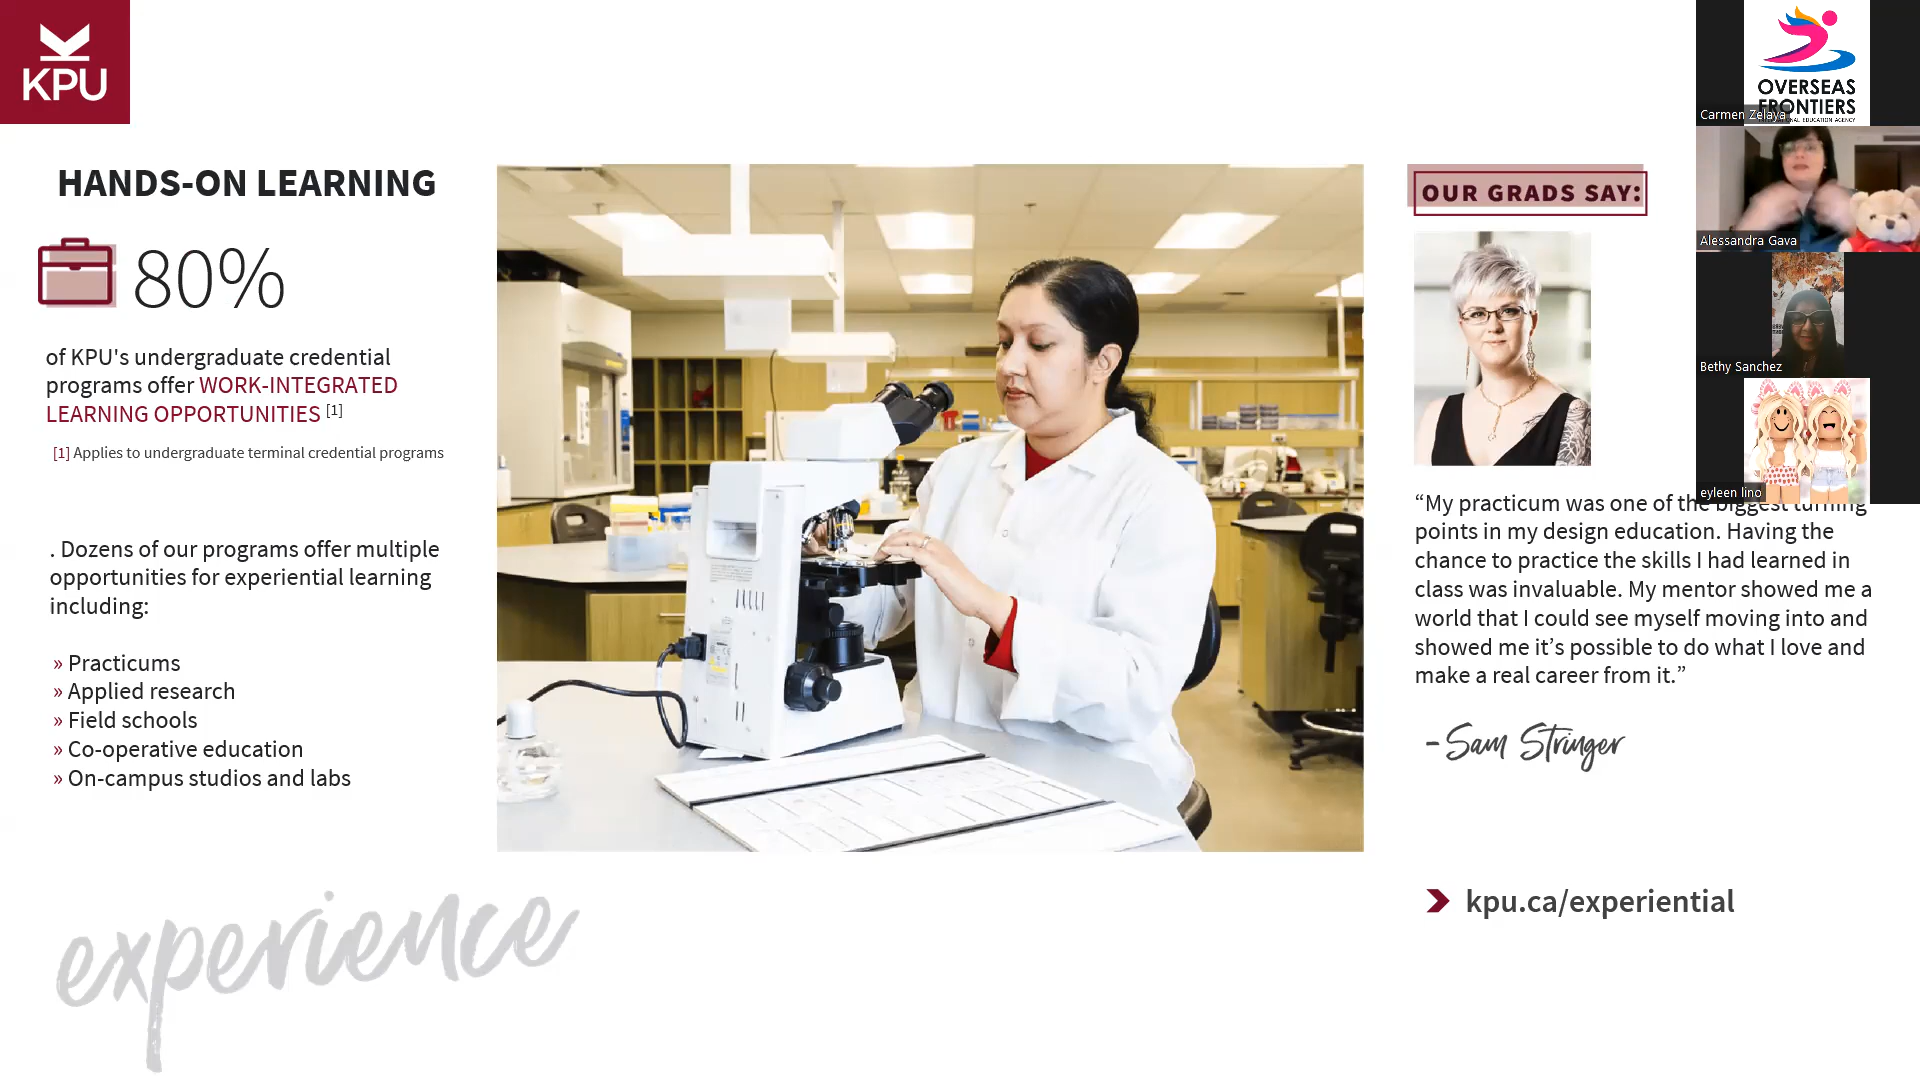 KPU
HANDS-ON LEARNING
80%
of KPU's undergraduate credential
programs offer WORK-INTEGRATED
LEARNING OPPORTUNITIES [1]
[1] Applies to undergraduate terminal credential programs
. Dozens of our programs offer multiple
opportunities for experiential learning
including:
» Practicums
» Applied research
» Field schools
» Co-operative education
» On-campus studios and labs
experience
OUR GRADS SAY:
“My practicum was one of the biggest turning
points in my design education. Having the
chance to practice the skills I had learned in
class was invaluable. My mentor showed me a
world that I could see myself moving into and
showed me it’s possible to do what I love and
make a real career from it.”
-Sam Stringer
kpu.ca/experiential
OVERSEAS
FRONTIERS
EDUCATION AGENCY
Carmen Zelaya
Alessandra Gava
Bethy Sanchez
eyleen lino